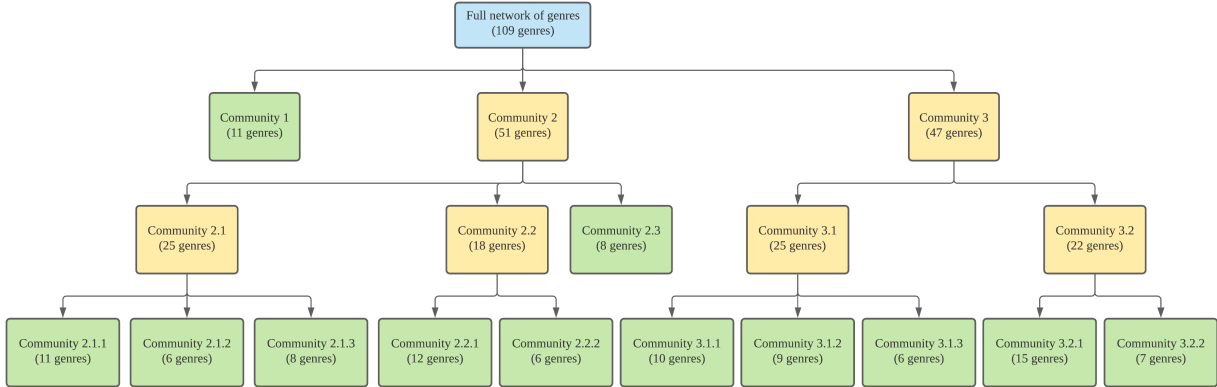 Full network of genres
(109 genres)
Community 1
(11 genres)
Community 2
(51 genres)
Community 3
(47 genres)
Community 2.1
(25 genres)
Community 2.2
(18 genres)
Community 2.3
(8 genres)
Community 3.1
(25 genres)
Community 3.2
(22 genres)
Community 2.1.1
(11 genres)
Community 2.1.2
(6 genres)
Community 2.1.3
(8 genres)
Community 2.2.1
(12 genres)
Community 2.2.2
(6 genres)
Community 3.1.1
(10 genres)
Community 3.1.2
(9 genres)
Community 3.1.3
(6 genres)
Community 3.2.1
(15 genres)
Community 3.2.2
(7 genres)